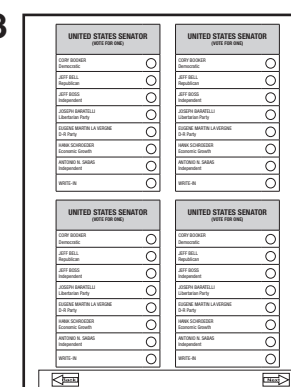 3
UNITED STATES SENATOR
(VOTE FOR ONE)
CORY BOOKER
Democratic
JEFF BELL
Republican
JEFF BOSS
Independent
JOSEPH BARATELLI
Libertarian Party
EUGENE MARTIN LA VERGNE
D-R Party
HANK SCHROEDER
Economic Growth
ANTONIO N. SABAS
Independent
WRITE-IN
UNITED STATES SENATOR
(VOTE FOR ONE)
CORY BOOKER
Democratic
JEFF BELL
Republican
JEFF BOSS
Independent
JOSEPH BARATELLI
Libertarian Party
EUGENE MARTIN LA VERGNE
D-R Party
HANK SCHROEDER
Economic Growth
ANTONIO N. SABAS
Independent
WRITE-IN
UNITED STATES SENATOR
(VOTE FOR ONE)
CORY BOOKER
Democratic
JEFF BELL
Republican
JEFF BOSS
Independent
JOSEPH BARATELLI
Libertarian Party
EUGENE MARTIN LA VERGNE
D-R Party
HANK SCHROEDER
Economic Growth
ANTONIO N. SABAS
Independent
WRITE-IN
UNITED STATES SENATOR
(VOTE FOR ONE)
CORY BOOKER
Democratic
JEFF BELL
Republican
JEFF BOSS
Independent
JOSEPH BARATELLI
Libertarian Party
EUGENE MARTIN LA VERGNE
D-R Party
HANK SCHROEDER
Economic Growth
ANTONIO N. SABAS
Independent
WRITE-IN
Back
Next